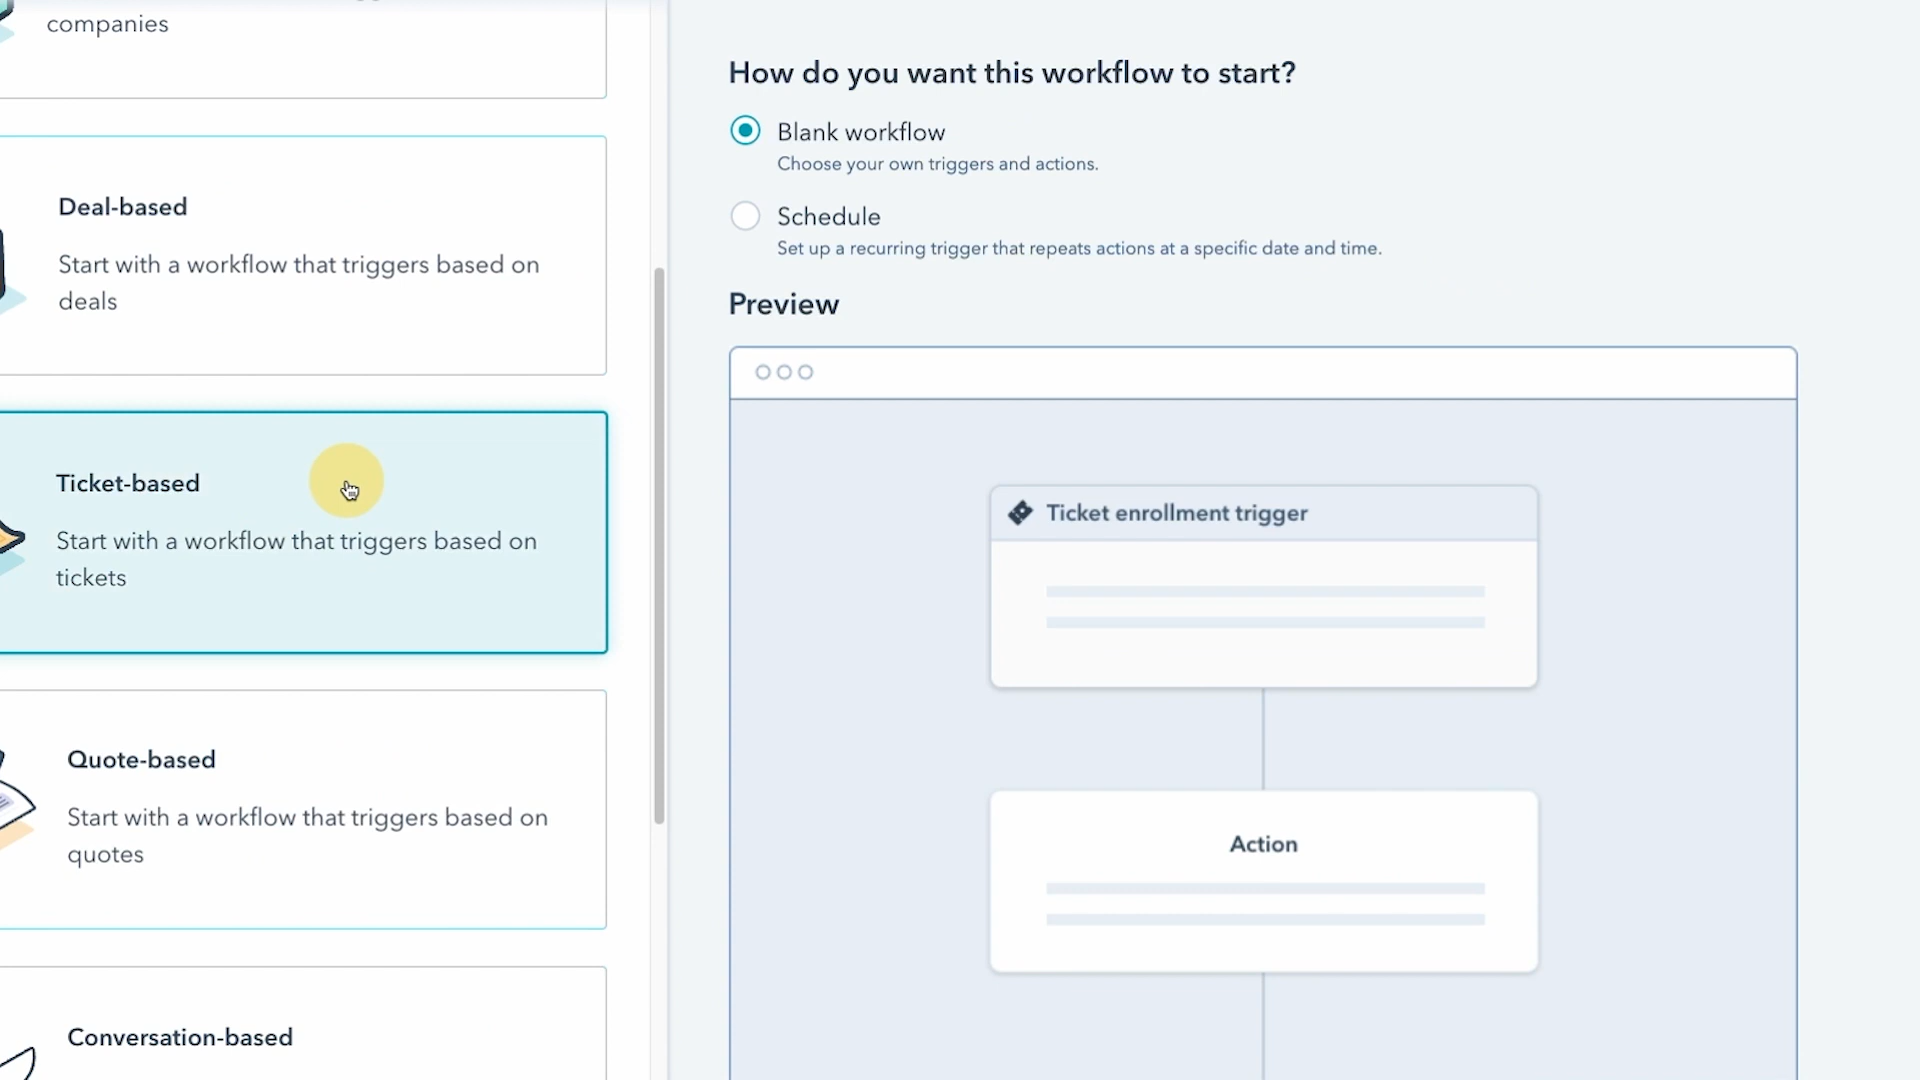 companies
Deal-based
Start with a workflow that triggers based on
deals
Ticket-based
Start with a workflow that triggers based on
tickets
Quote-based
Start with a workflow that triggers based on
quotes
Conversation-based
How do you want this workflow to start?
Blank workflow
Choose your own triggers and actions.
Schedule
Set up a recurring trigger that repeats actions at a specific date and time.
Preview
Ticket enrollment trigger
Action